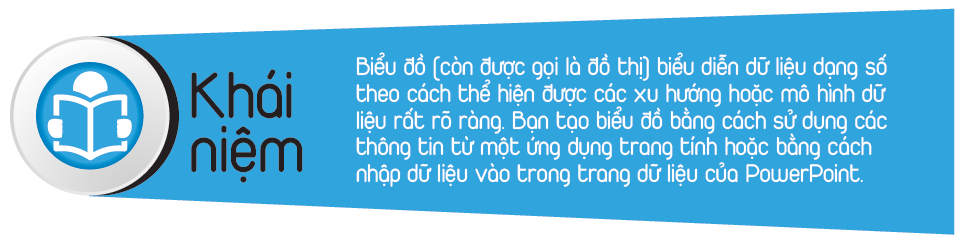 Khái
niệm
Biểu đồ (còn được gọi là đồ thị) biểu diễn dữ liệu dạng số
theo cách thể hiện được các xu hướng hoặc mô hình dữ
liệu rất rõ ràng. Bạn tạo biểu đồ bằng cách sử dụng các
thông tin từ một ứng dụng trang tính hoặc bằng cách
nhập dữ liệu vào trong trang dữ liệu của PowerPoint.